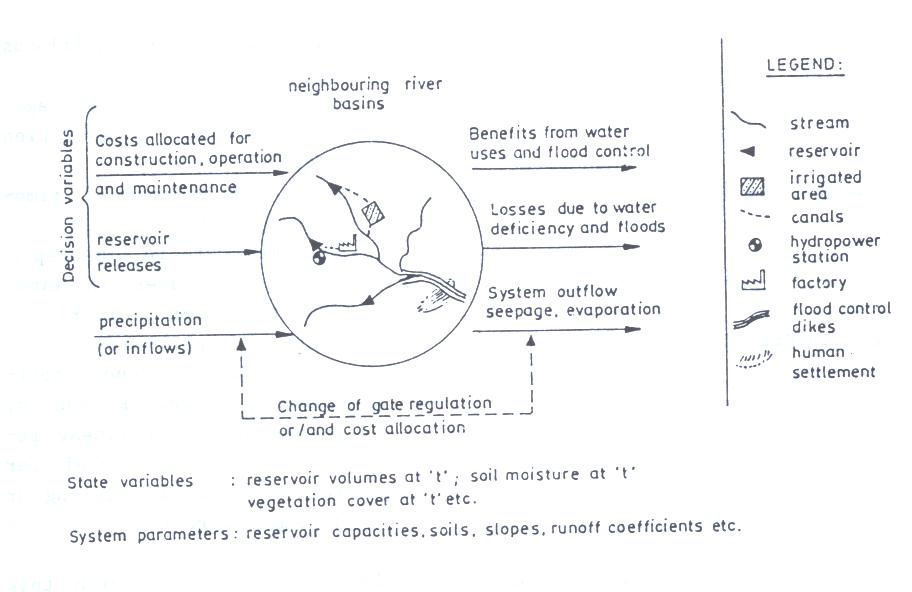 neighbouring river
basins
Decision variables
Costs allocated for
construction, operation
and maintenance
reservoir
releases
precipitation
(or inflows)
Benefits from water
uses and flood control
Losses due to water
deficiency and floods
System outflow
seepage, evaporation
Change of gate regulation
or/and cost allocation
LEGEND:
stream
reservoir
irrigated
area
canals
hydropower
station
factory
flood control
dikes
human
settlement
State variables : reservoir volumes at 't'; soil moisture at 't'
vegetation cover at 't' etc.
System parameters: reservoir capacities, soils, slopes, runoff coefficients etc.